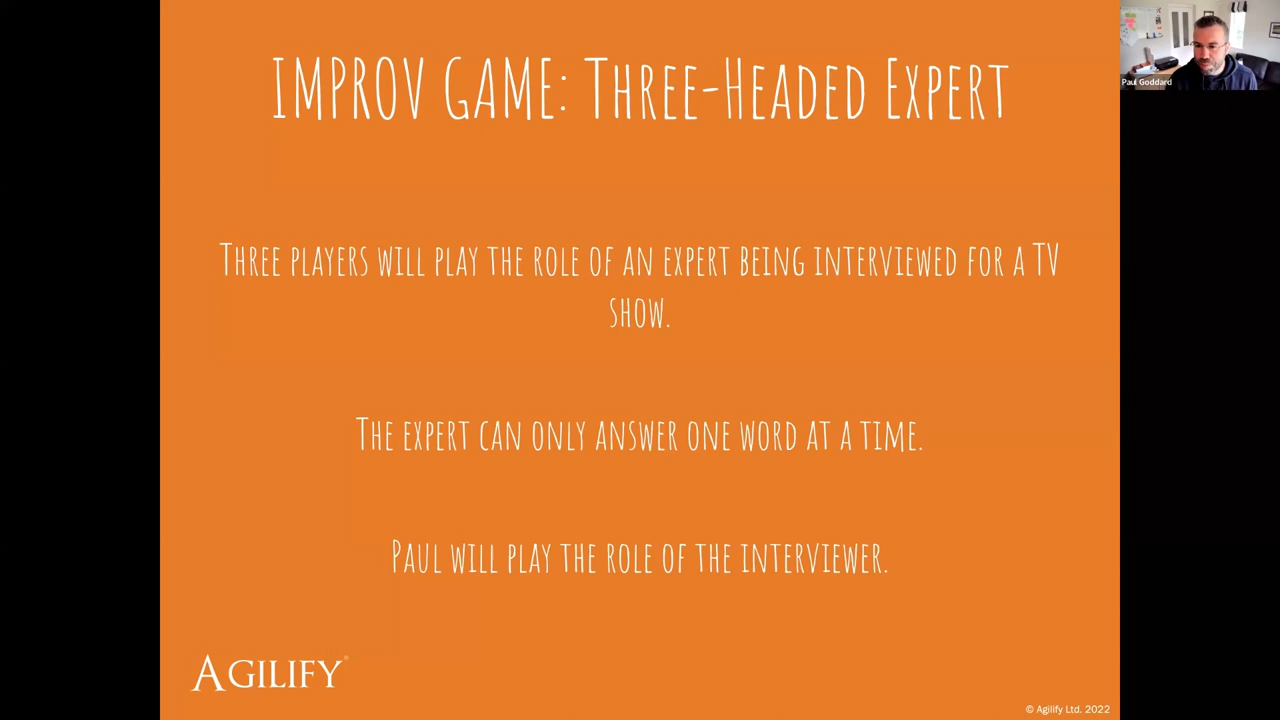 IMPROV GAME: THREE-HEADED EXPERT
Paul Goddard
THREE PLAYERS WILL PLAY THE ROLE OF AN EXPERT BEING INTERVIEWED FOR A TV
SHOW.
THE EXPERT CAN ONLY ANSWER ONE WORD AT A TIME.
PAUL WILL PLAY THE ROLE OF THE INTERVIEWER.
AGILIFY®
© Agilify Ltd. 2022